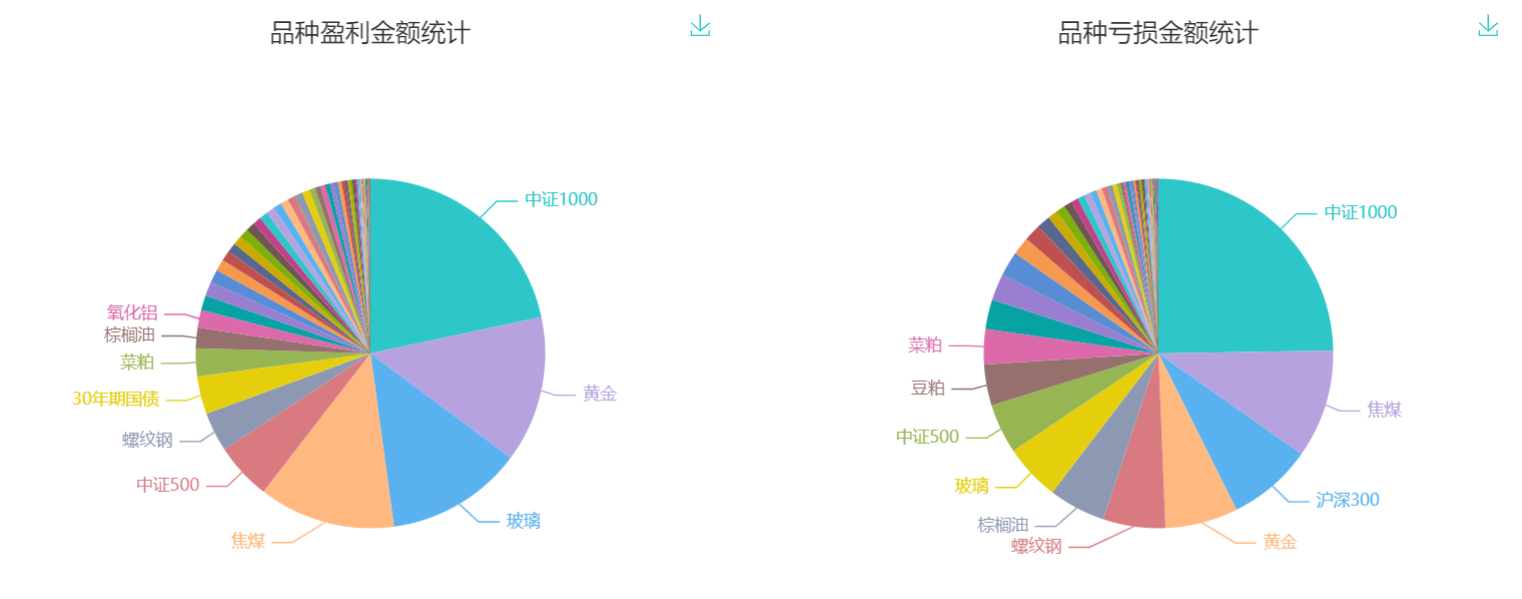 品种盈利金额统计
中证1000
黄金
玻璃
焦煤
中证500
螺纹钢
30年期国债
菜粕
棕榈油
氧化铝
品种亏损金额统计
中证1000
焦煤
沪深300
黄金
螺纹钢
棕榈油
玻璃
中证500
豆粕
菜粕